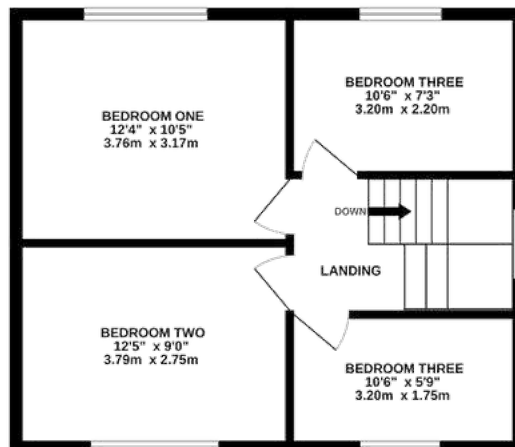 BEDROOM ONE
12'4" x 10'5"
3.76m x 3.17m
BEDROOM THREE
10'6" x 7'3"
3.20m x 2.20m
DOWN
LANDING
BEDROOM TWO
12'5" x 9'0"
3.79m x 2.75m
BEDROOM THREE
10'6" x 5'9"
3.20m x 1.75m